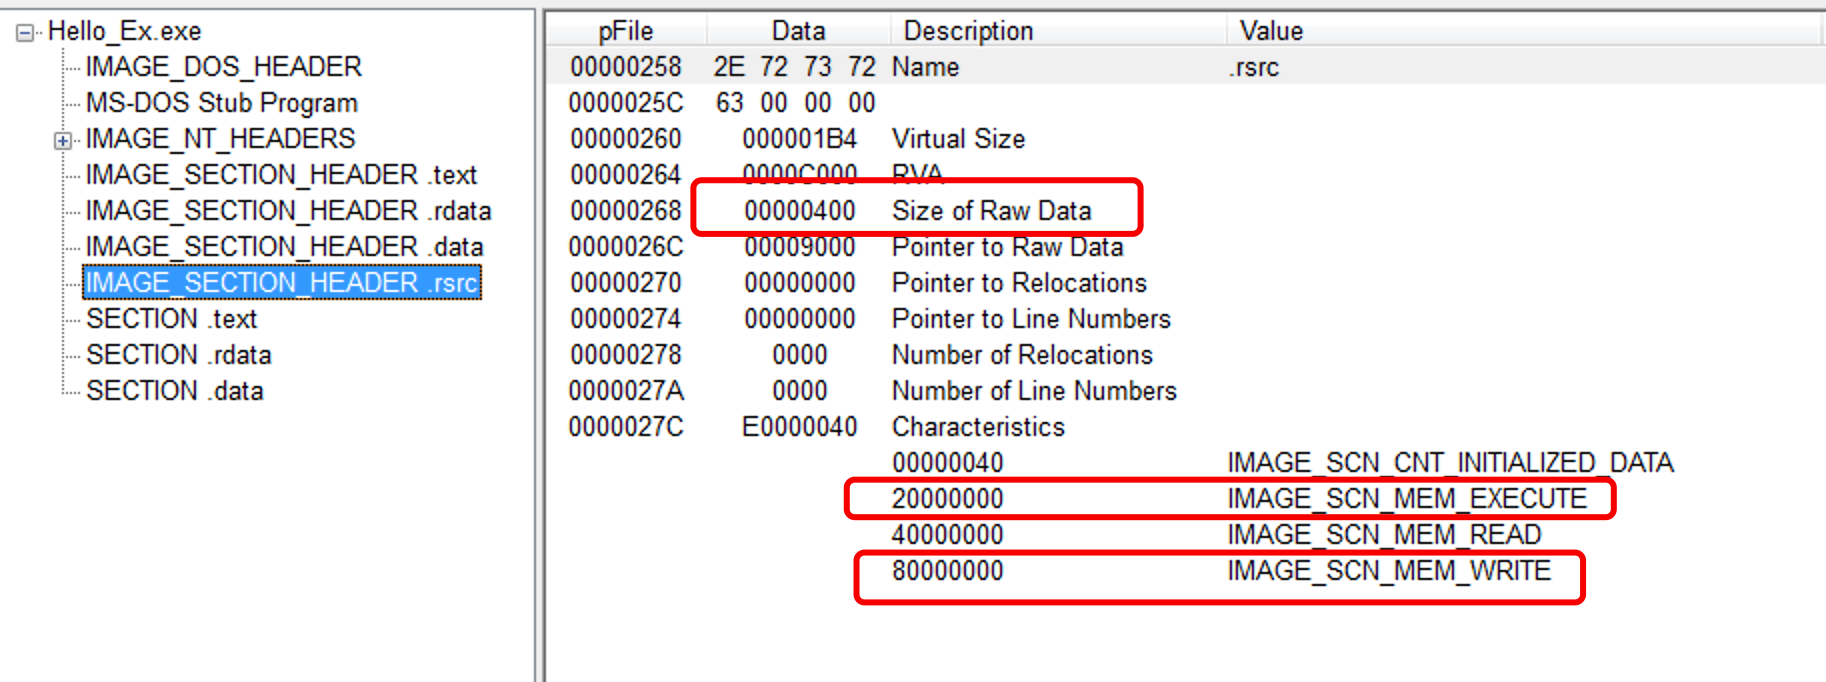 Hello_Ex.exe
IMAGE_DOS_HEADER
MS-DOS Stub Program
IMAGE_NT_HEADERS
IMAGE_SECTION_HEADER .text
IMAGE_SECTION_HEADER .rdata
IMAGE_SECTION_HEADER .data
IMAGE_SECTION_HEADER .rsrc
SECTION .text
SECTION .rdata
SECTION .data
pFile Data Description Value
00000258 2E 72 73 72 Name .rsrc
0000025C 63 00 00 00
00000260 000001B4 Virtual Size
00000264 0000C000 RVA
00000268 00000400 Size of Raw Data
0000026C 00009000 Pointer to Raw Data
00000270 00000000 Pointer to Relocations
00000274 00000000 Pointer to Line Numbers
00000278 0000 Number of Relocations
0000027A 0000 Number of Line Numbers
0000027C E0000040 Characteristics
00000040 IMAGE_SCN_CNT_INITIALIZED_DATA
20000000 IMAGE_SCN_MEM_EXECUTE
40000000 IMAGE_SCN_MEM_READ
80000000 IMAGE_SCN_MEM_WRITE